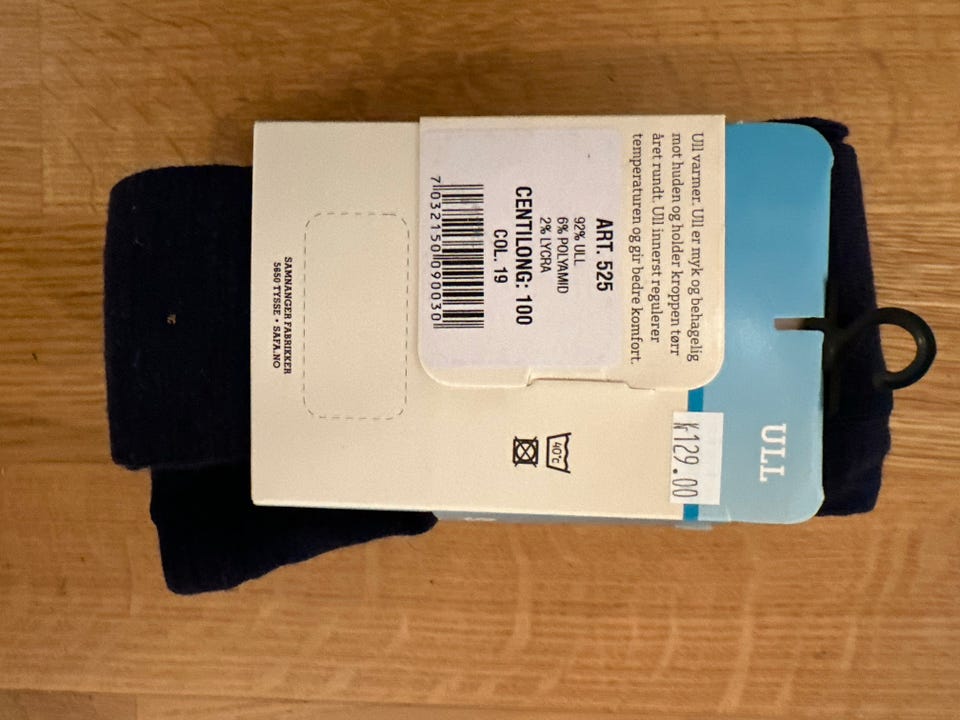 ULL
Ull varmer. Ull er myk og behagelig
mot huden og holder kroppen tørr
året rundt. Ull innerst regulerer
temperaturen og gir bedre komfort.
ART. 525
92% ULL
6% POLYAMID
2% LYCRA
CENTILONG: 100
COL. 19
7 032150 090030
kr129.00
40°C
SAMNANGER FABRIKKER
5650 TYSSE • SAFA.NO